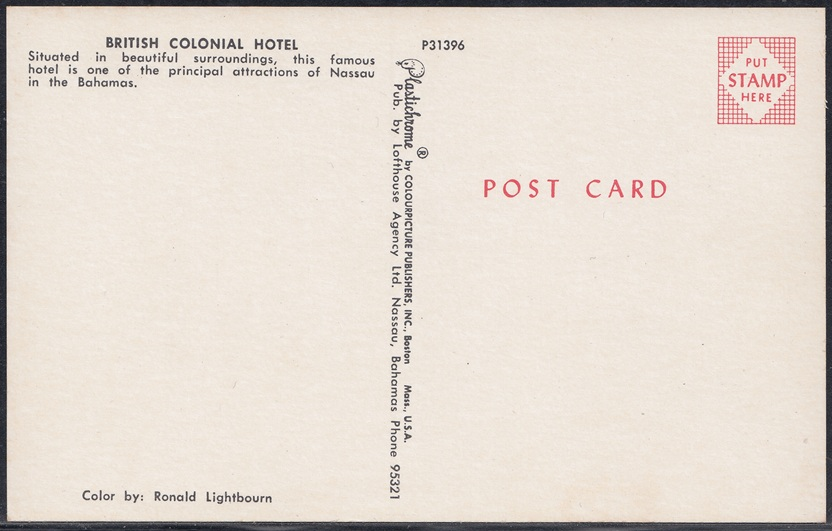 BRITISH COLONIAL HOTEL
Situated in beautiful surroundings, this famous
hotel is one of the principal attractions of Nassau
in the Bahamas.
Color by: Ronald Lightbourn
P31396
Plastichrome ® by COLOURPICTURE PUBLISHERS, INC., Boston Mass., U.S.A.
Pub. by Lofthouse Agency Ltd. Nassau, Bahamas Phone 95321
PUT
STAMP
HERE
POST CARD